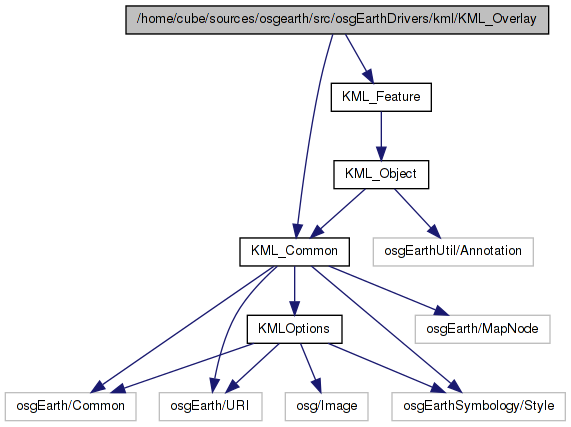 /home/cube/sources/osgearth/src/osgEarthDrivers/kml/KML_Overlay
KML_Feature
KML_Object
KML_Common
osgEarthUtil/Annotation
KMLOptions
osgEarth/MapNode
osgEarth/Common
osgEarth/URI
osg/Image
osgEarthSymbology/Style